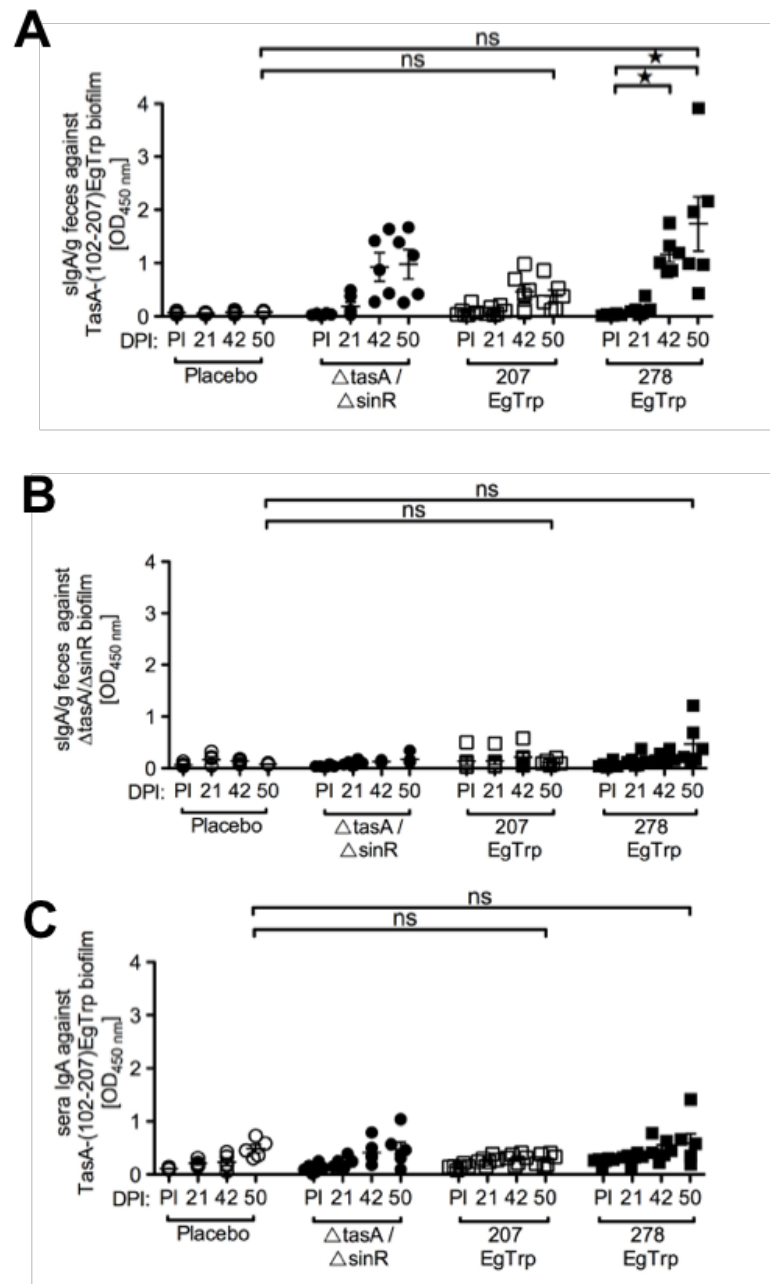 A
ns
ns
★
★
sIgA/g feces against
TasA-(102-207)EgTrp biofilm
[OD450 nm]
4
3
2
1
0
DPI: PI 21 42 50 PI 21 42 50 PI 21 42 50 PI 21 42 50
Placebo
△tasA /
△sinR
207
EgTrp
278
EgTrp
B
ns
ns
sIgA/g feces against
ΔtasA/ΔsinR biofilm
[OD450 nm]
4
3
2
1
0
DPI: PI 21 42 50 PI 21 42 50 PI 21 42 50 PI 21 42 50
Placebo
△tasA /
△sinR
207
EgTrp
278
EgTrp
C
ns
ns
sera IgA against
TasA-(102-207)EgTrp biofilm
[OD450 nm]
4
3
2
1
0
DPI: PI 21 42 50 PI 21 42 50 PI 21 42 50 PI 21 42 50
Placebo
△tasA /
△sinR
207
EgTrp
278
EgTrp